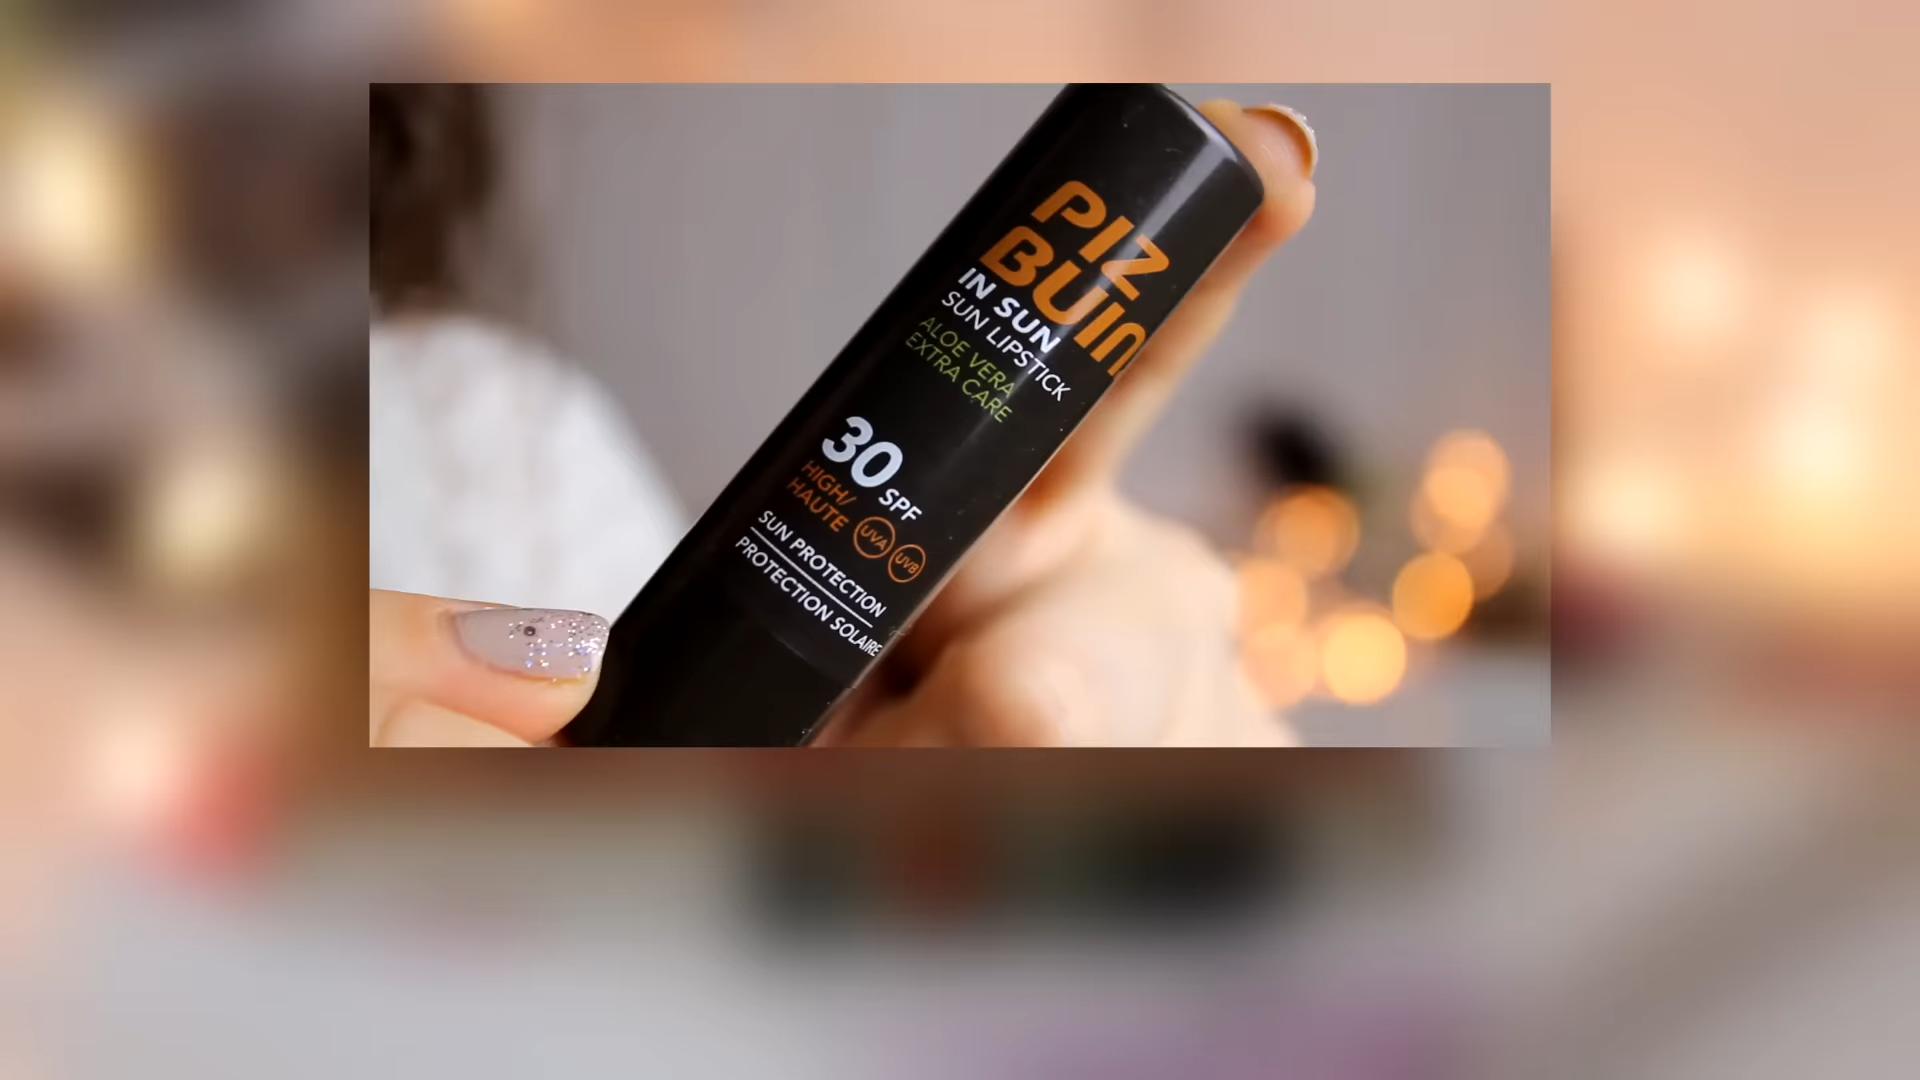 PIZ
BUIN
IN SUN
SUN LIPSTICK
ALOE VERA
EXTRA CARE
30 SPF
HIGH/
HAUTE
UVA UVB
SUN PROTECTION
PROTECTION SOLAIRE